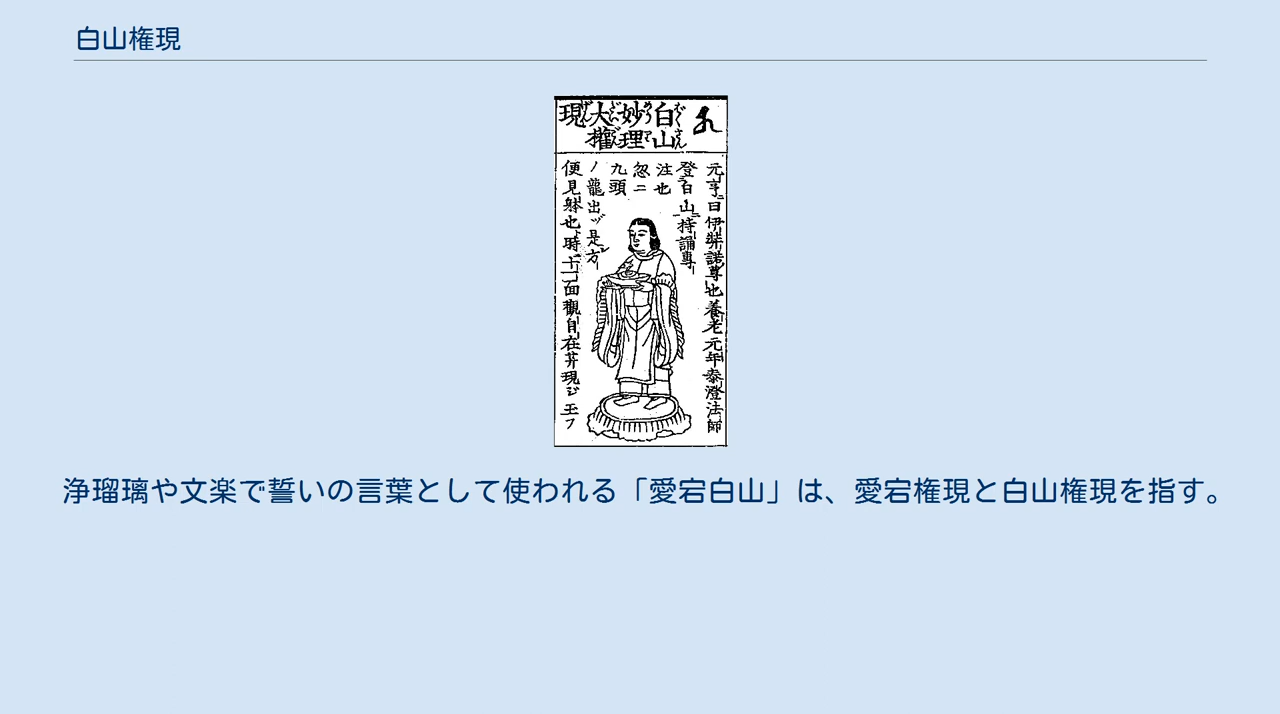 白山権現
白山
妙理
大権
現
元亨曰伊弉諾尊也養老元年泰澄法師
登白山持誦專
注也
忽ニ
九頭
ノ龍出ヅ是方
便見躰也時十一面觀自在菩現ジ玉フ
浄瑠璃や文楽で誓いの言葉として使われる「愛宕白山」は、愛宕権現と白山権現を指す。